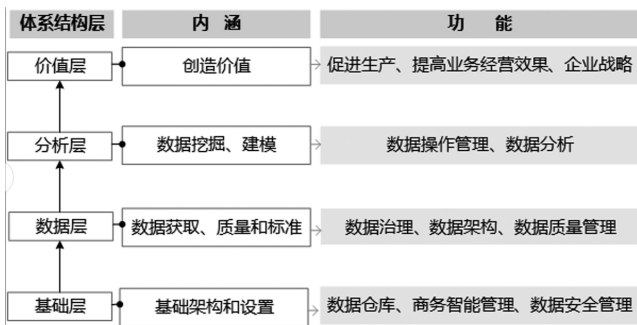 体系结构层 内 涵 功 能
价值层 创造价值 促进生产、提高业务经营效果、企业战略
分析层 数据挖掘、建模 数据操作管理、数据分析
数据层 数据获取、质量和标准 数据治理、数据架构、数据质量管理
基础层 基础架构和设置 数据仓库、商务智能管理、数据安全管理